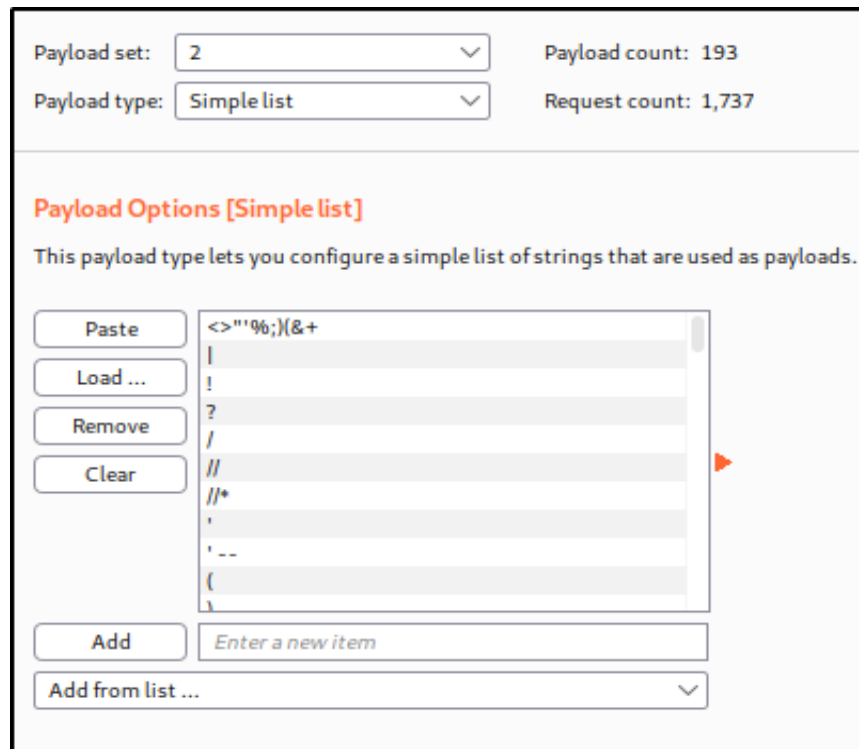 Payload set: 2 Payload count: 193
Payload type: Simple list Request count: 1,737
Payload Options [Simple list]
This payload type lets you configure a simple list of strings that are used as payloads.
Paste
Load ...
Remove
Clear
<>"'%;)(&+
|
!
?
/
//
//*
'
' --
(
)
Add Enter a new item
Add from list ...